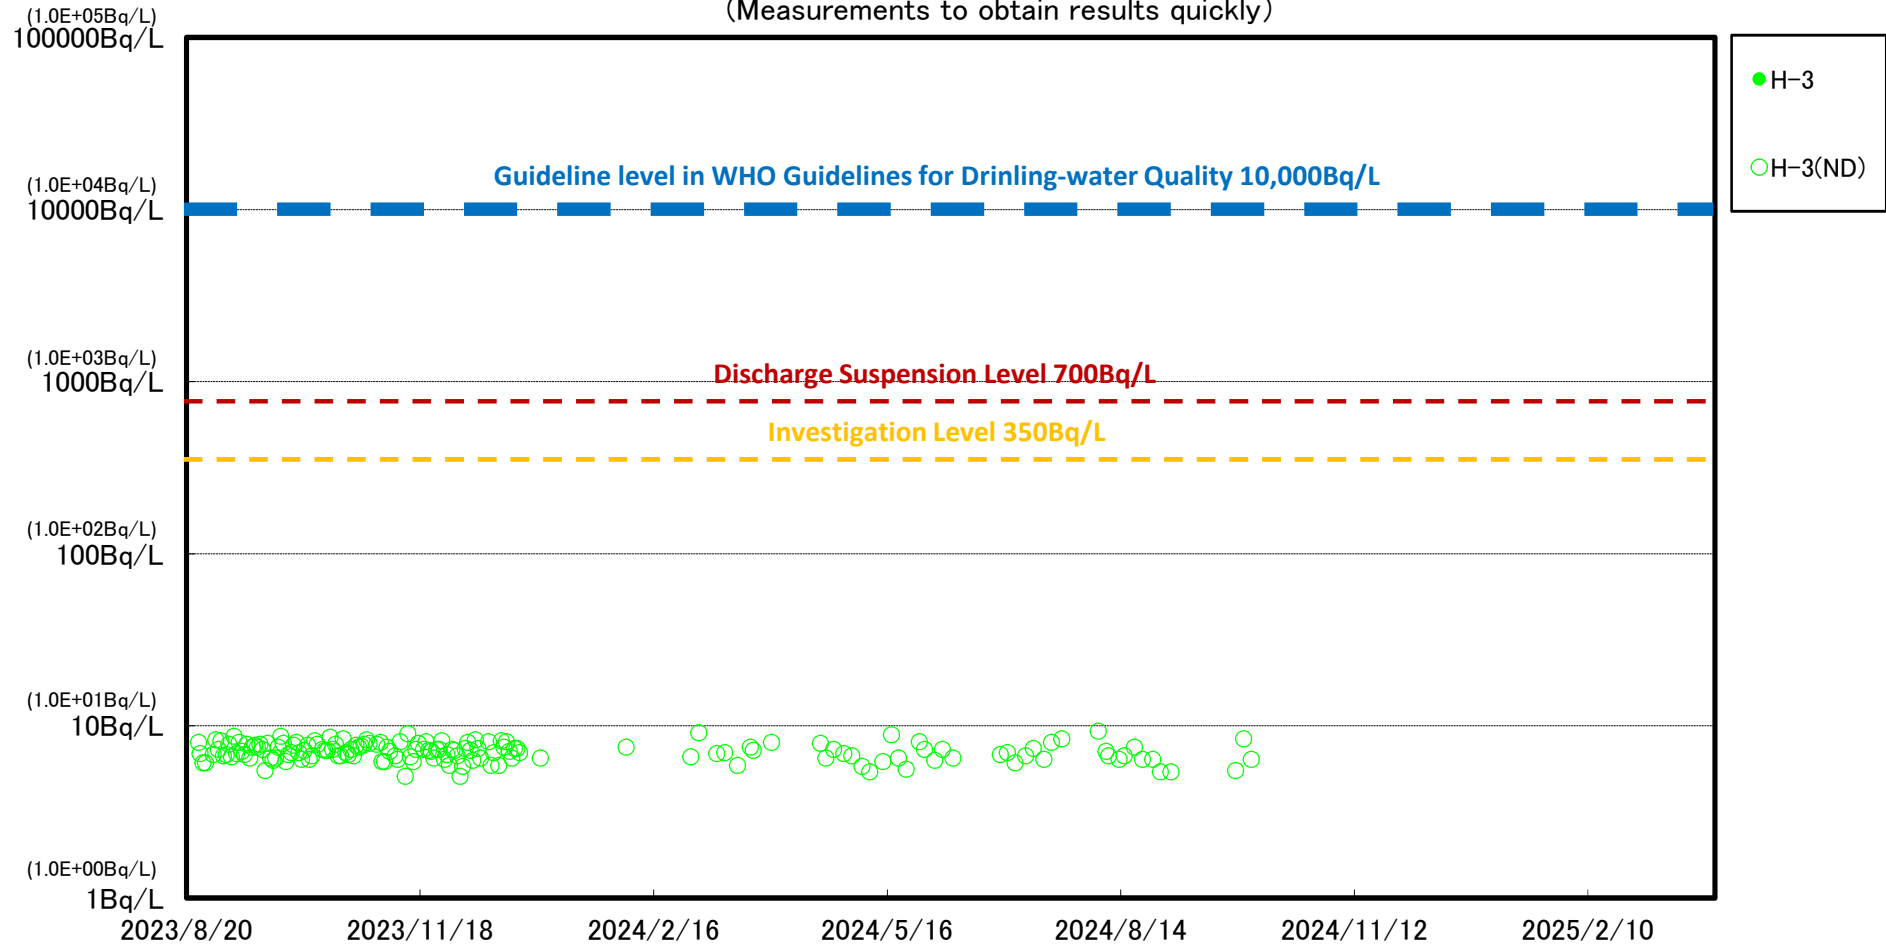 (Measurements to obtain results quickly)
(1.0E+05Bq/L)
100000Bq/L
H-3
H-3(ND)
(1.0E+04Bq/L)
10000Bq/L
Guideline level in WHO Guidelines for Drinling-water Quality 10,000Bq/L
(1.0E+03Bq/L)
1000Bq/L
Discharge Suspension Level 700Bq/L
Investigation Level 350Bq/L
(1.0E+02Bq/L)
100Bq/L
(1.0E+01Bq/L)
10Bq/L
(1.0E+00Bq/L)
1Bq/L
2023/8/20 2023/11/18 2024/2/16 2024/5/16 2024/8/14 2024/11/12 2025/2/10